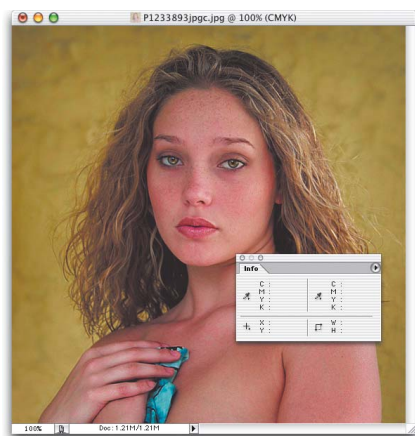 P1233893jpgc.jpg @ 100% (CMYK)
Info
C : C :
M : M :
Y : Y :
K : K :
X : W :
Y : H :
100% Doc: 1.21M/1.21M